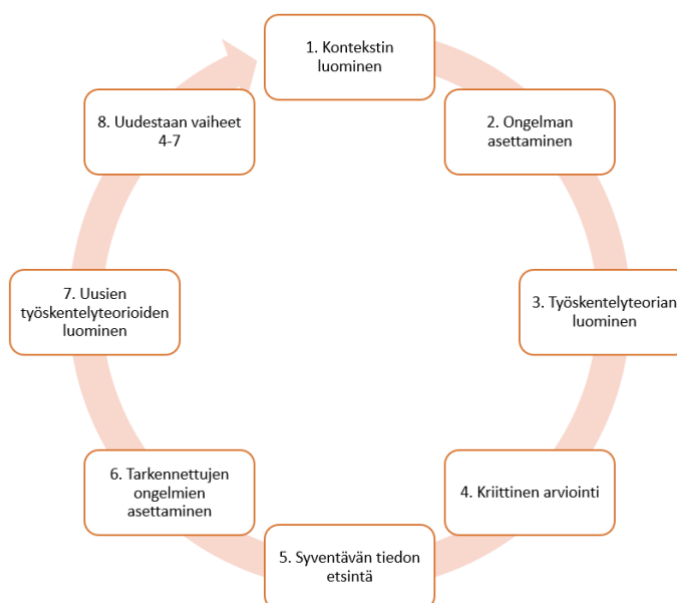 1. Kontekstin
luominen
2. Ongelman
asettaminen
3. Työskentelyteorian
luominen
4. Kriittinen arviointi
5. Syventävän tiedon
etsintä
6. Tarkennettujen
ongelmien
asettaminen
7. Uusien
työskentelyteorioiden
luominen
8. Uudestaan vaiheet
4-7